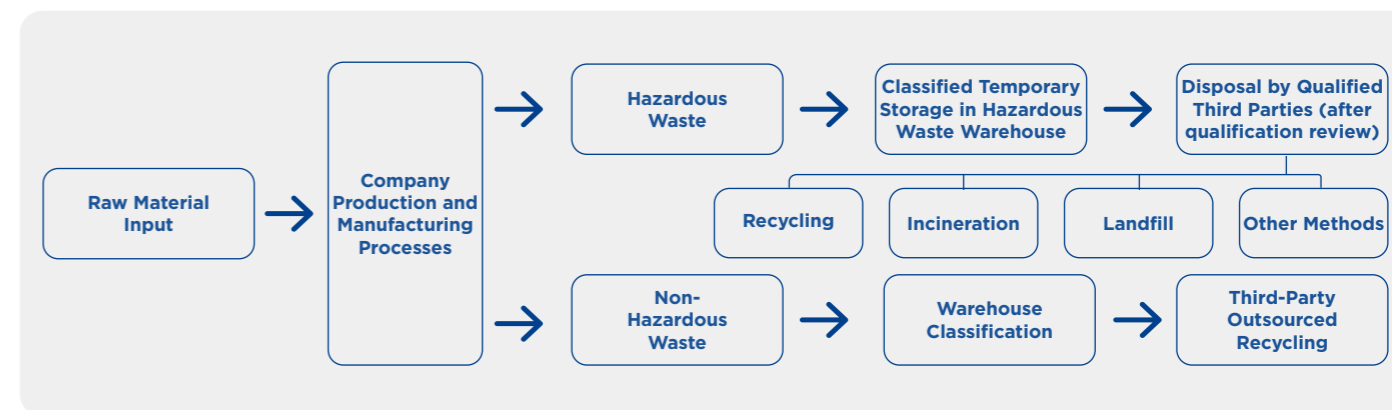 Raw Material
Input
Company
Production and
Manufacturing
Processes
Hazardous
Waste
Classified Temporary
Storage in Hazardous
Waste Warehouse
Disposal by Qualified
Third Parties (after
qualification review)
Recycling
Incineration
Landfill
Other Methods
Non-
Hazardous
Waste
Warehouse
Classification
Third-Party
Outsourced
Recycling